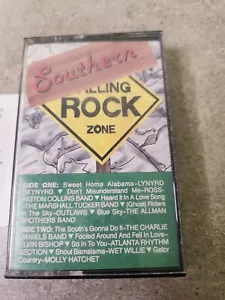 Southern
FALLING
ROCK
ZONE
SIDE ONE: Sweet Home Alabama-LYNYRD
SKYNYRD ▼ Don't Misunderstand Me-ROSS-
INGTON COLLINS BAND ▼ Heard It In A Love Song
-THE MARSHALL TUCKER BAND ▼ (Ghost) Riders
In The Sky-OUTLAWS ▼ Blue Sky-THE ALLMAN
BROTHERS BAND
SIDE TWO: The South's Gonna Do It-THE CHARLIE
DANIELS BAND ▼ Fooled Around And Fell In Love-
ELVIN BISHOP ▼ So In To You-ATLANTA RHYTHM
SECTION ▼ Shout Bamalama-WET WILLIE ▼ Gator
Country-MOLLY HATCHET